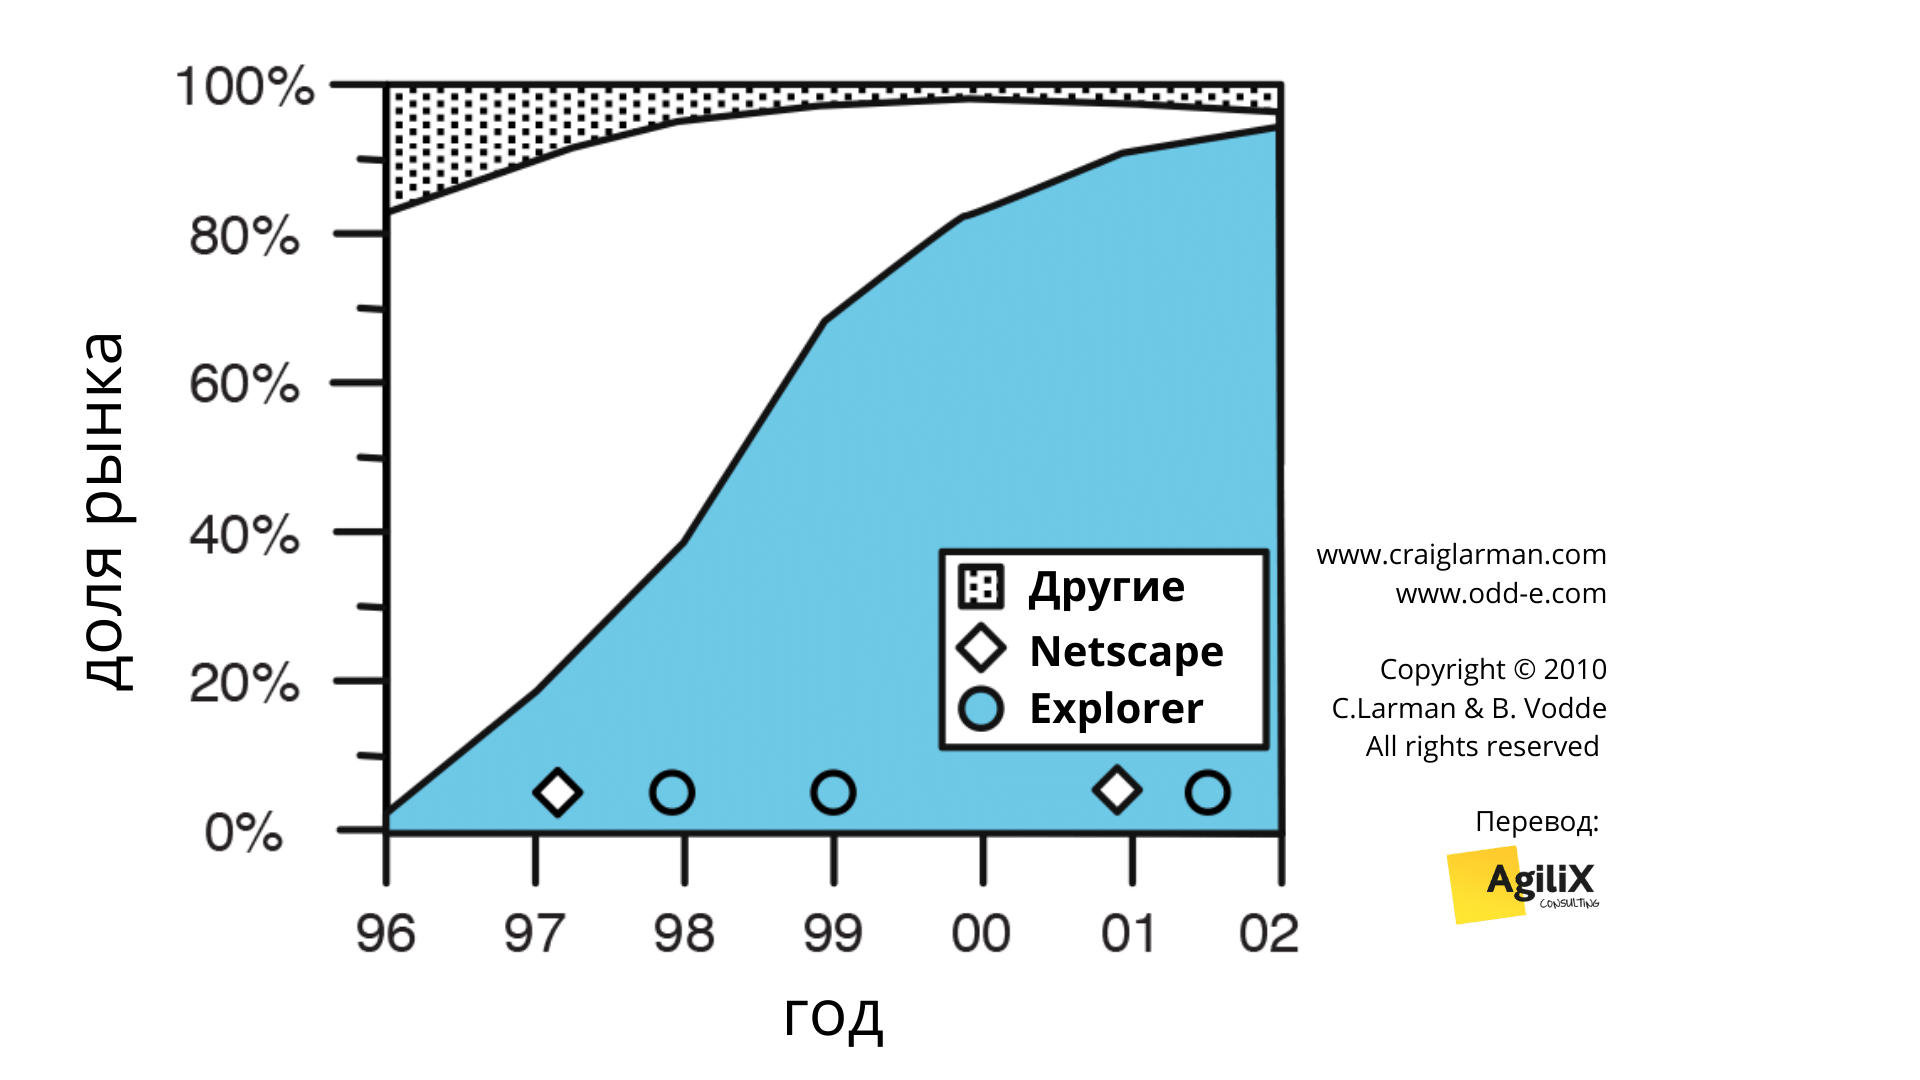 100%
80%
60%
40%
20%
0%
доля рынка
96 97 98 99 00 01 02
год
Другие
Netscape
Explorer
www.craiglarman.com
www.odd-e.com
Copyright © 2010
C.Larman & B. Vodde
All rights reserved
Перевод:
AgiliX
CONSULTING